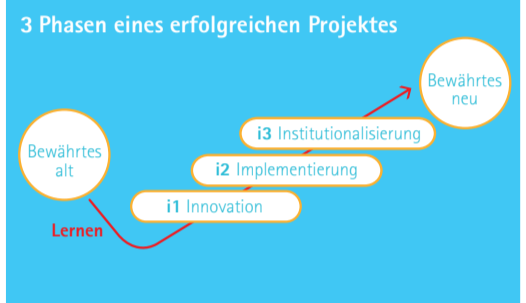 3 Phasen eines erfolgreichen Projektes
Bewährtes
neu
i3 Institutionalisierung
i2 Implementierung
i1 Innovation
Bewährtes
alt
Lernen